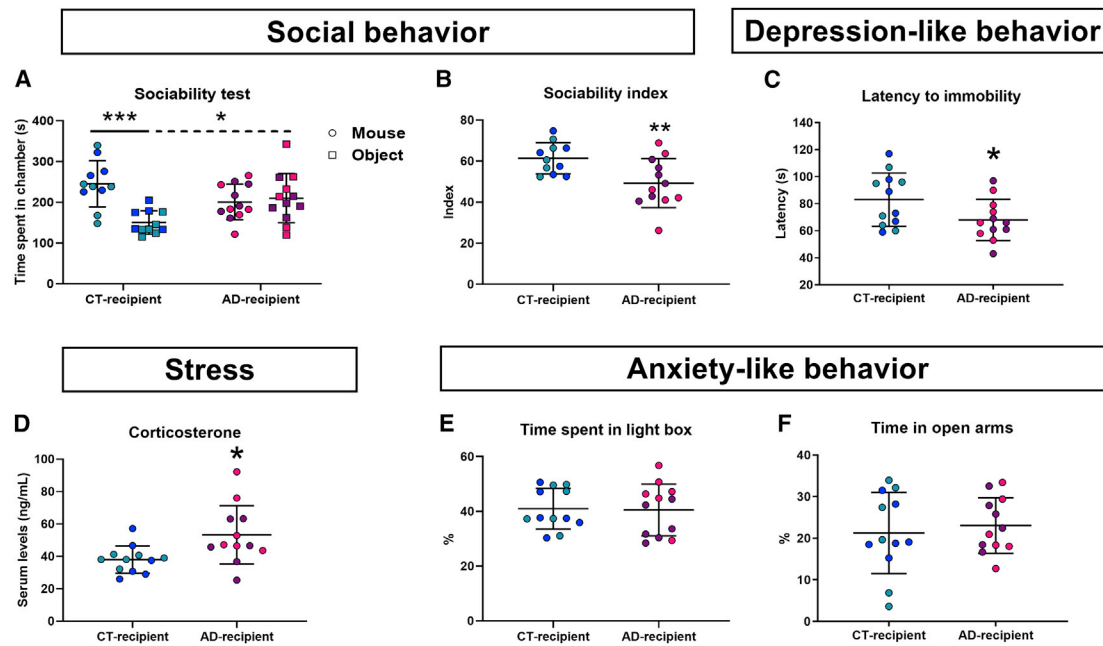 Social behavior
Depression-like behavior
A
Sociability test
*** *
Time spent in chamber (s)
400
300
200
100
0
CT-recipient AD-recipient
Mouse
Object
B
Sociability index
**
Index
80
60
40
20
0
CT-recipient AD-recipient
C
Latency to immobility
*
Latency (s)
140
120
100
80
60
40
20
CT-recipient AD-recipient
Stress
Anxiety-like behavior
D
Corticosterone
*
Serum levels (ng/mL)
100
80
60
40
20
0
CT-recipient AD-recipient
E
Time spent in light box
%
60
40
20
0
CT-recipient AD-recipient
F
Time in open arms
%
40
30
20
10
0
CT-recipient AD-recipient